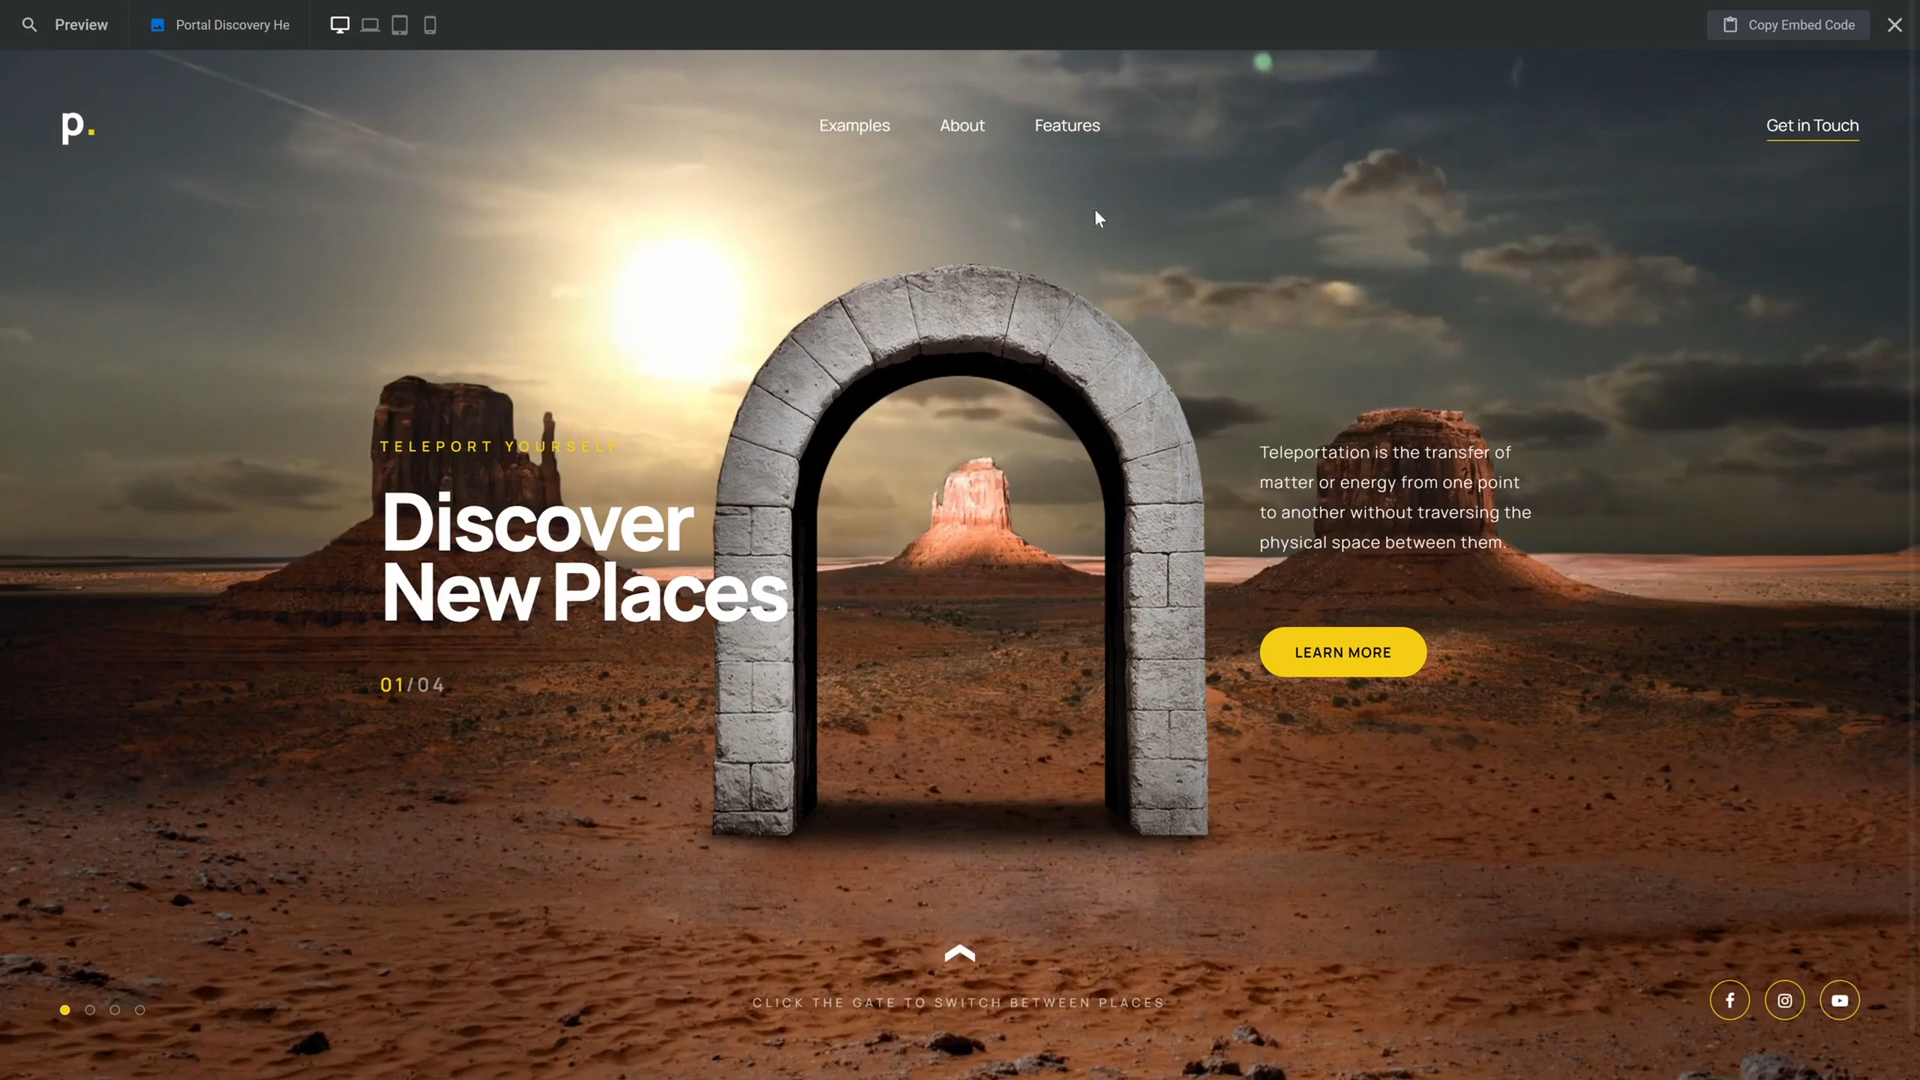 Preview
Portal Discovery He
Copy Embed Code
p.
Examples
About
Features
Get in Touch
TELEPORT YOURSELF
Discover
New Places
01/04
Teleportation is the transfer of
matter or energy from one point
to another without traversing the
physical space between them.
LEARN MORE
CLICK THE GATE TO SWITCH BETWEEN PLACES